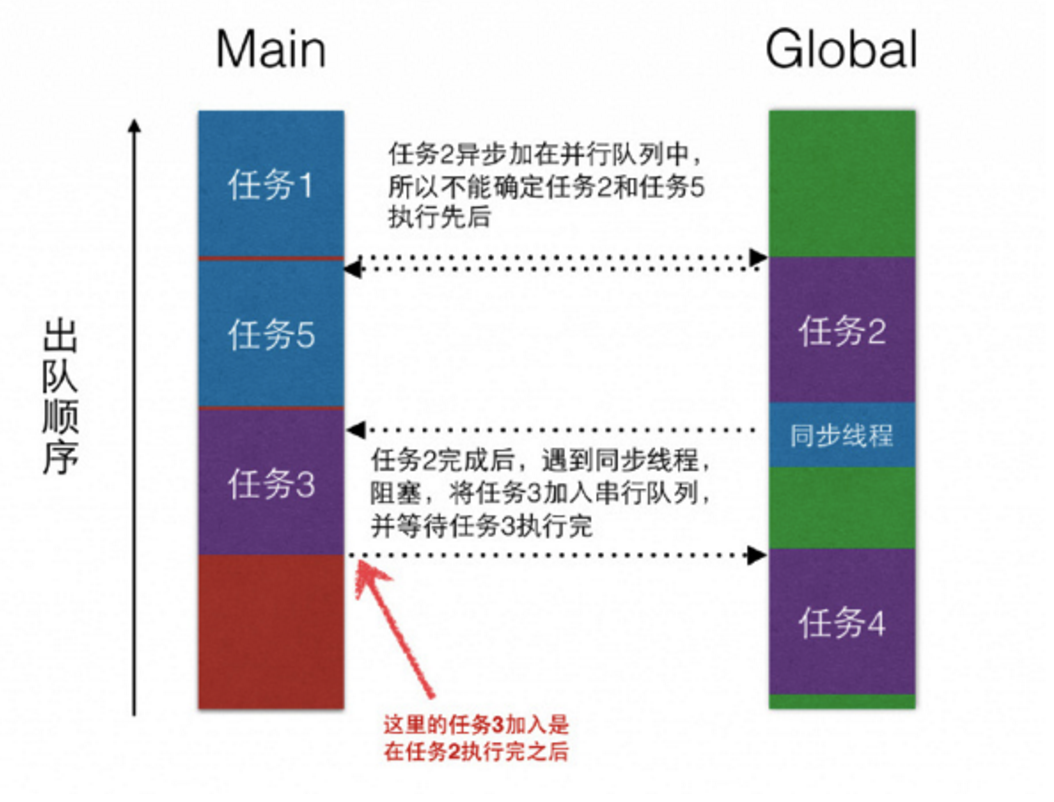 Main
Global
出队顺序
任务1
任务5
任务3
任务2异步加在并行队列中，
所以不能确定任务2和任务5
执行先后
任务2
同步线程
任务4
任务2完成后，遇到同步线程，
阻塞，将任务3加入串行队列，
并等待任务3执行完
这里的任务3加入是
在任务2执行完之后